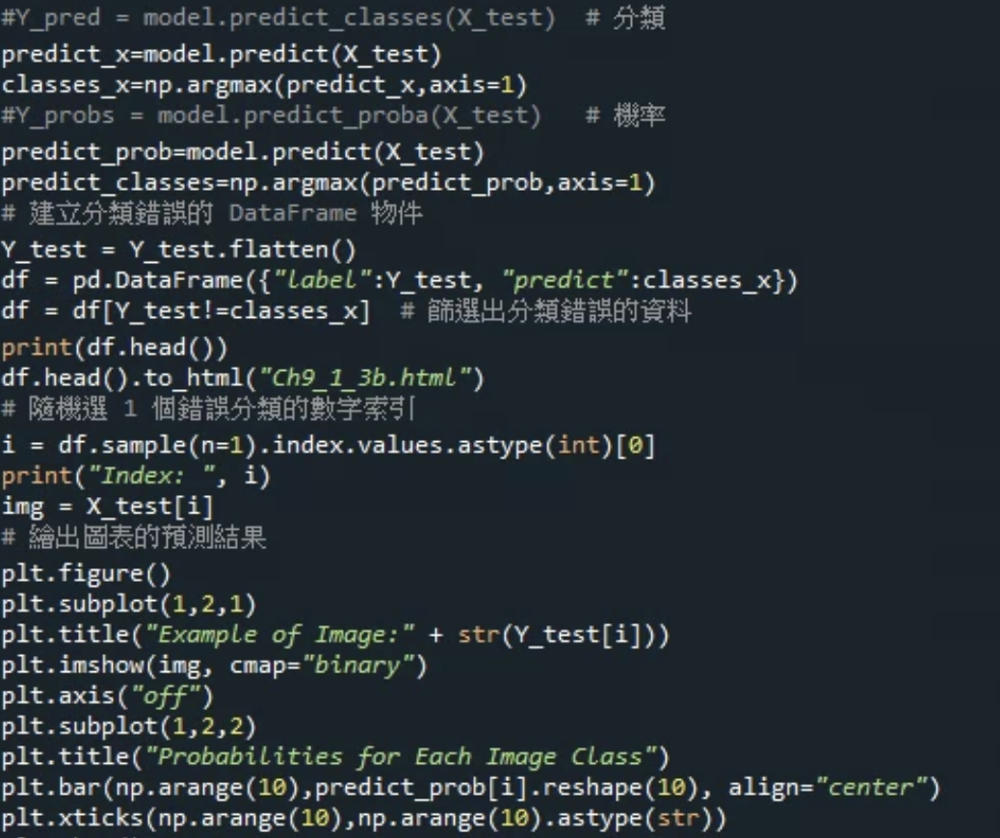 #Y_pred = model.predict_classes(X_test)  # 分類
predict_x=model.predict(X_test)
classes_x=np.argmax(predict_x,axis=1)
#Y_probs = model.predict_proba(X_test)   # 機率
predict_prob=model.predict(X_test)
predict_classes=np.argmax(predict_prob,axis=1)
# 建立分類錯誤的 DataFrame 物件
Y_test = Y_test.flatten()
df = pd.DataFrame({"label":Y_test, "predict":classes_x})
df = df[Y_test!=classes_x]  # 篩選出分類錯誤的資料
print(df.head())
df.head().to_html("Ch9_1_3b.html")
# 隨機選 1 個錯誤分類的數字索引
i = df.sample(n=1).index.values.astype(int)[0]
print("Index: ", i)
img = X_test[i]
# 繪出圖表的預測結果
plt.figure()
plt.subplot(1,2,1)
plt.title("Example of Image:" + str(Y_test[i]))
plt.imshow(img, cmap="binary")
plt.axis("off")
plt.subplot(1,2,2)
plt.title("Probabilities for Each Image Class")
plt.bar(np.arange(10),predict_prob[i].reshape(10), align="center")
plt.xticks(np.arange(10),np.arange(10).astype(str))